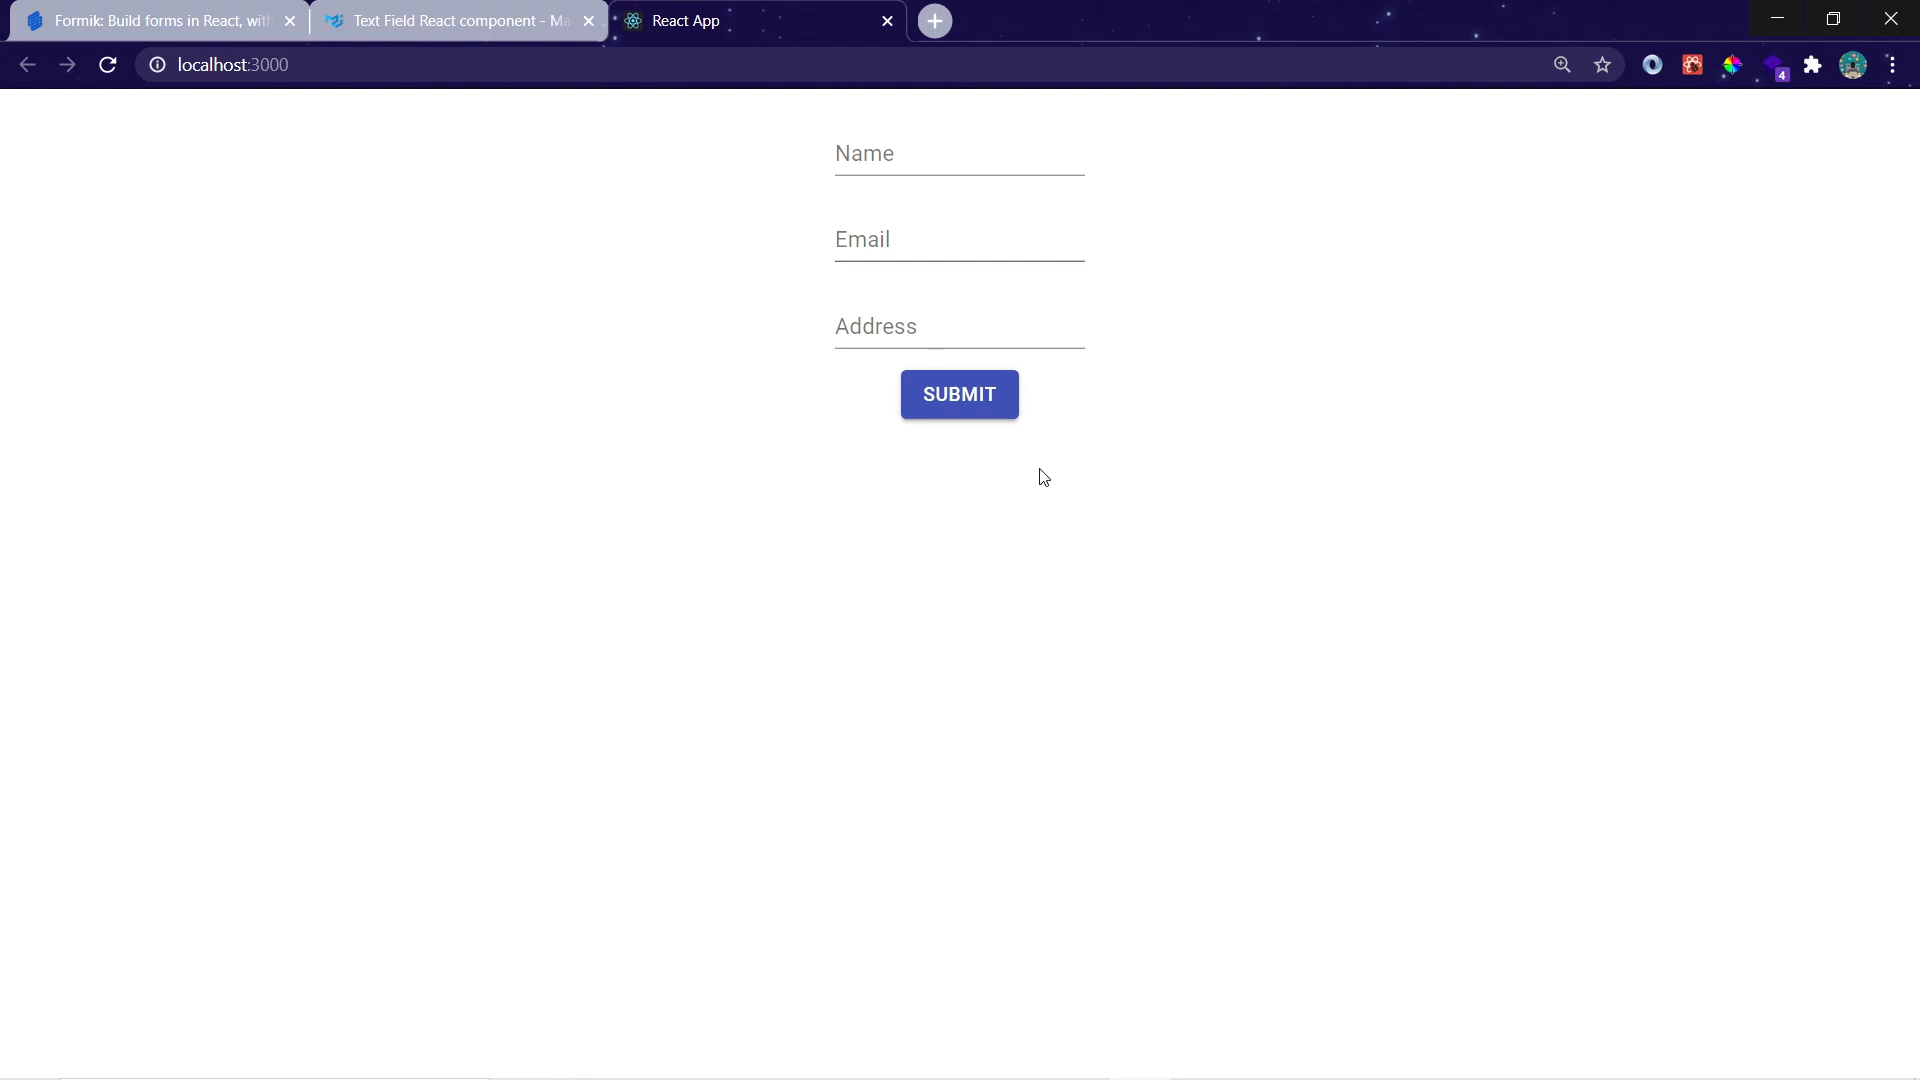 Formik: Build forms in React, with
Text Field React component - Ma
React App
localhost:3000
4
Name
Email
Address
SUBMIT